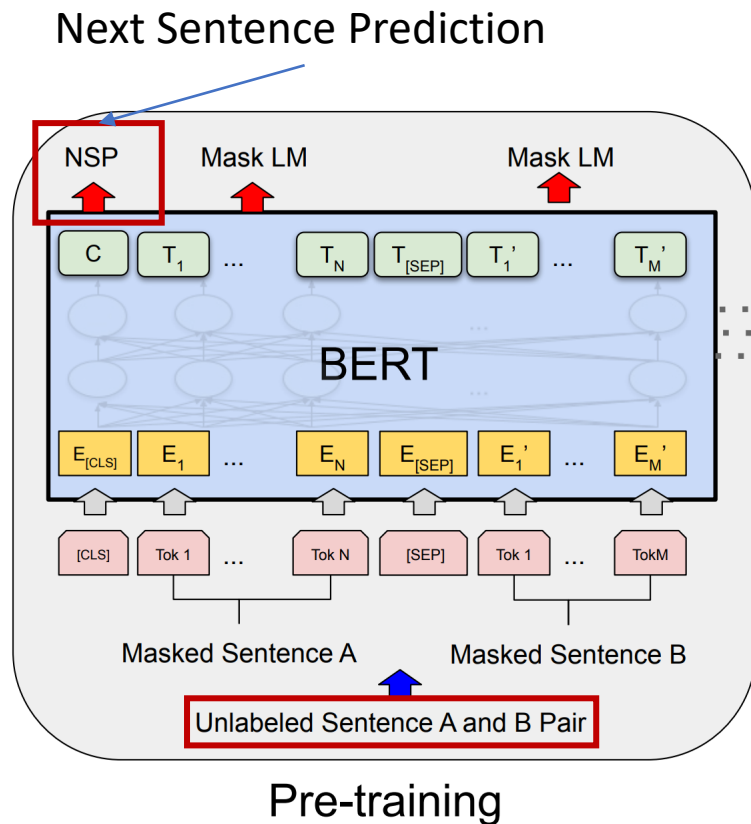 Next Sentence Prediction
NSP Mask LM Mask LM
C T1 ... TN T[SEP] T1' ... TM'
...
BERT
...
E[CLS] E1 ... EN E[SEP] E1' ... EM'
[CLS] Tok 1 ... Tok N [SEP] Tok 1 ... TokM
Masked Sentence A Masked Sentence B
Unlabeled Sentence A and B Pair
Pre-training